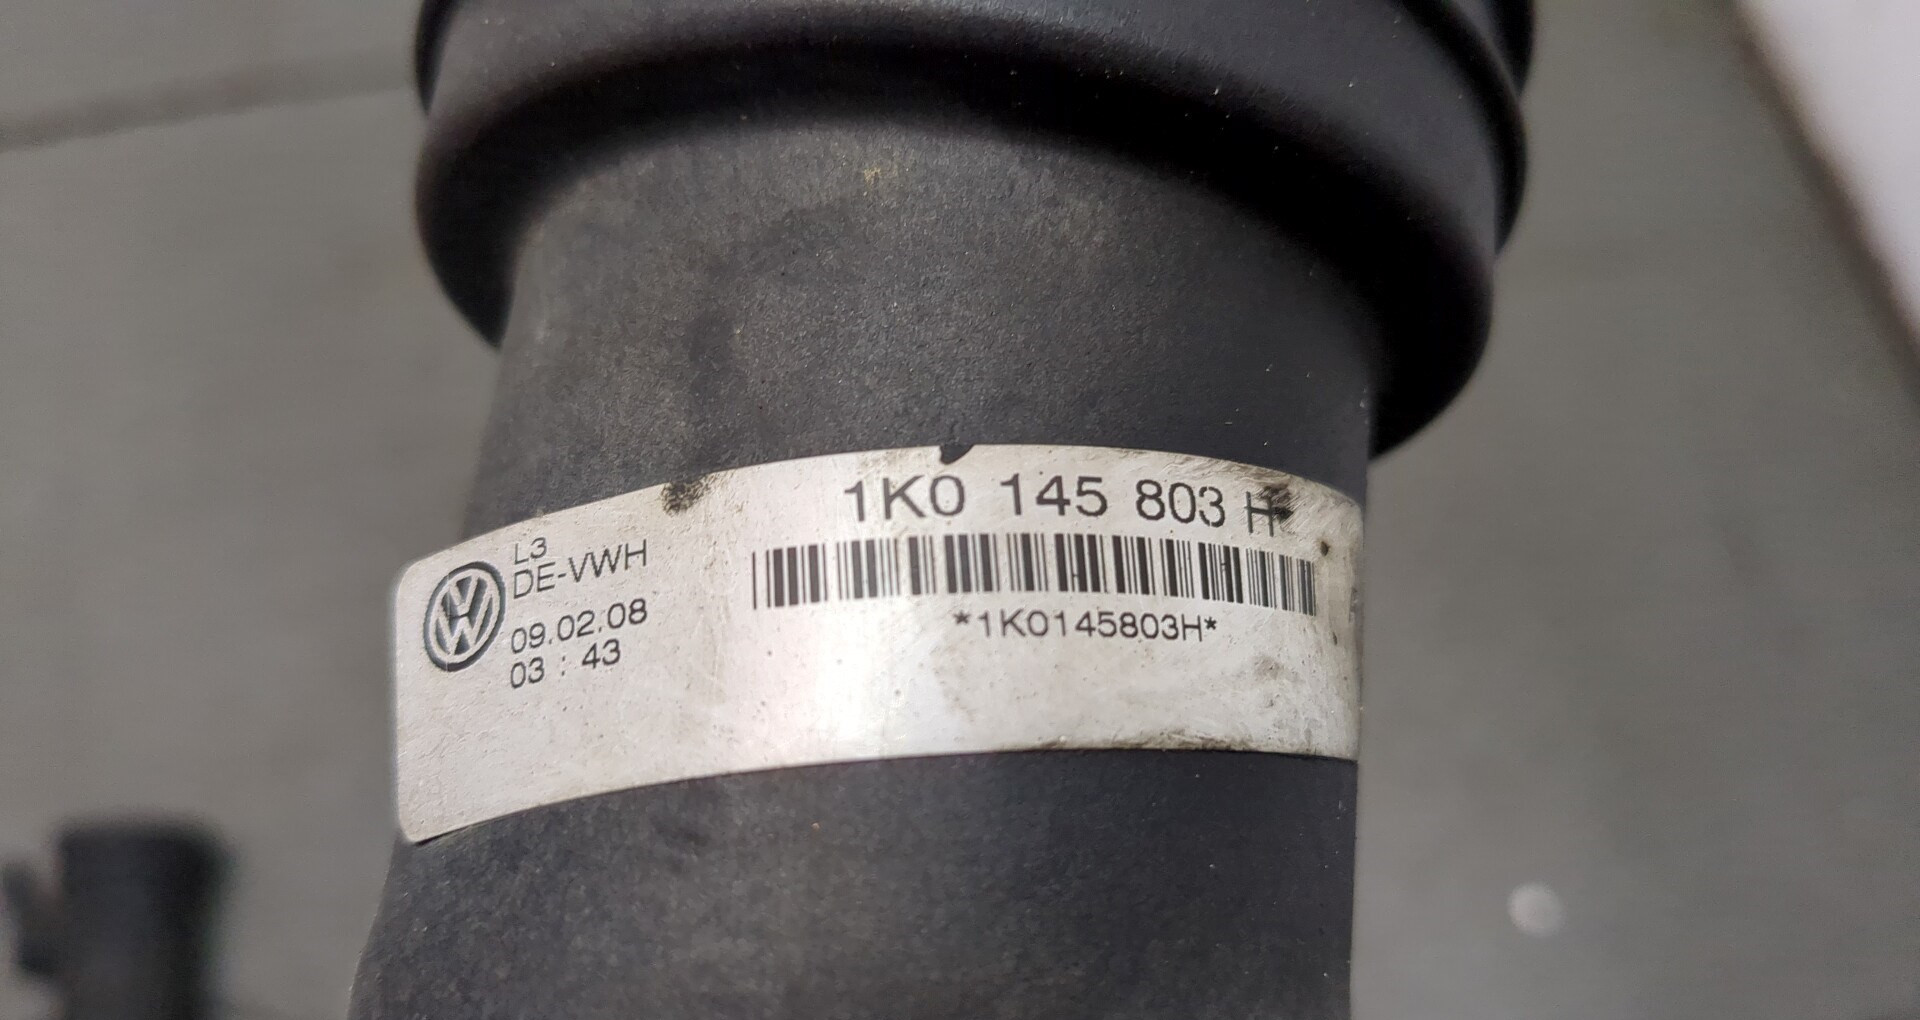 1K0 145 803 H
L3
DE-VWH
09.02.08
03 : 43
*1K0145803H*